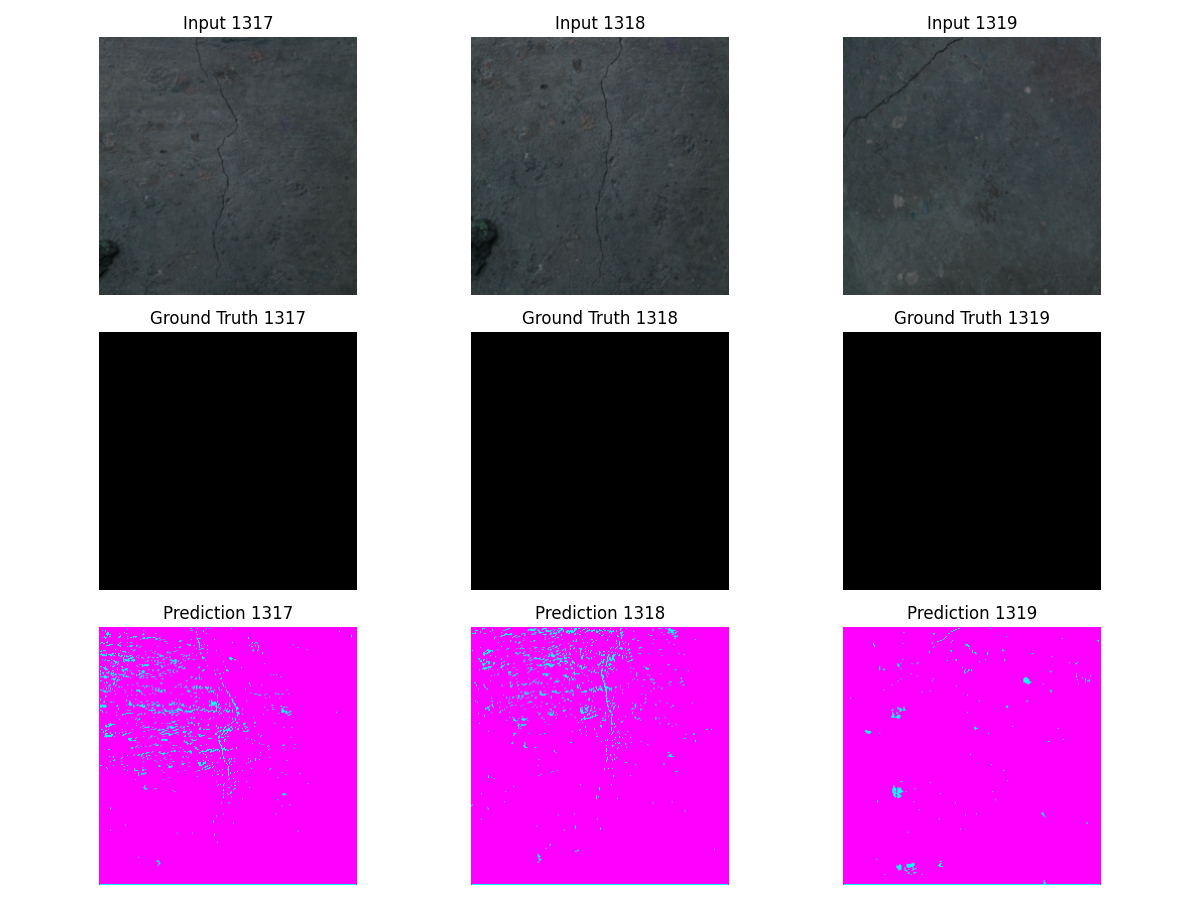 Input 1317
Input 1318
Input 1319
Ground Truth 1317
Ground Truth 1318
Ground Truth 1319
Prediction 1317
Prediction 1318
Prediction 1319